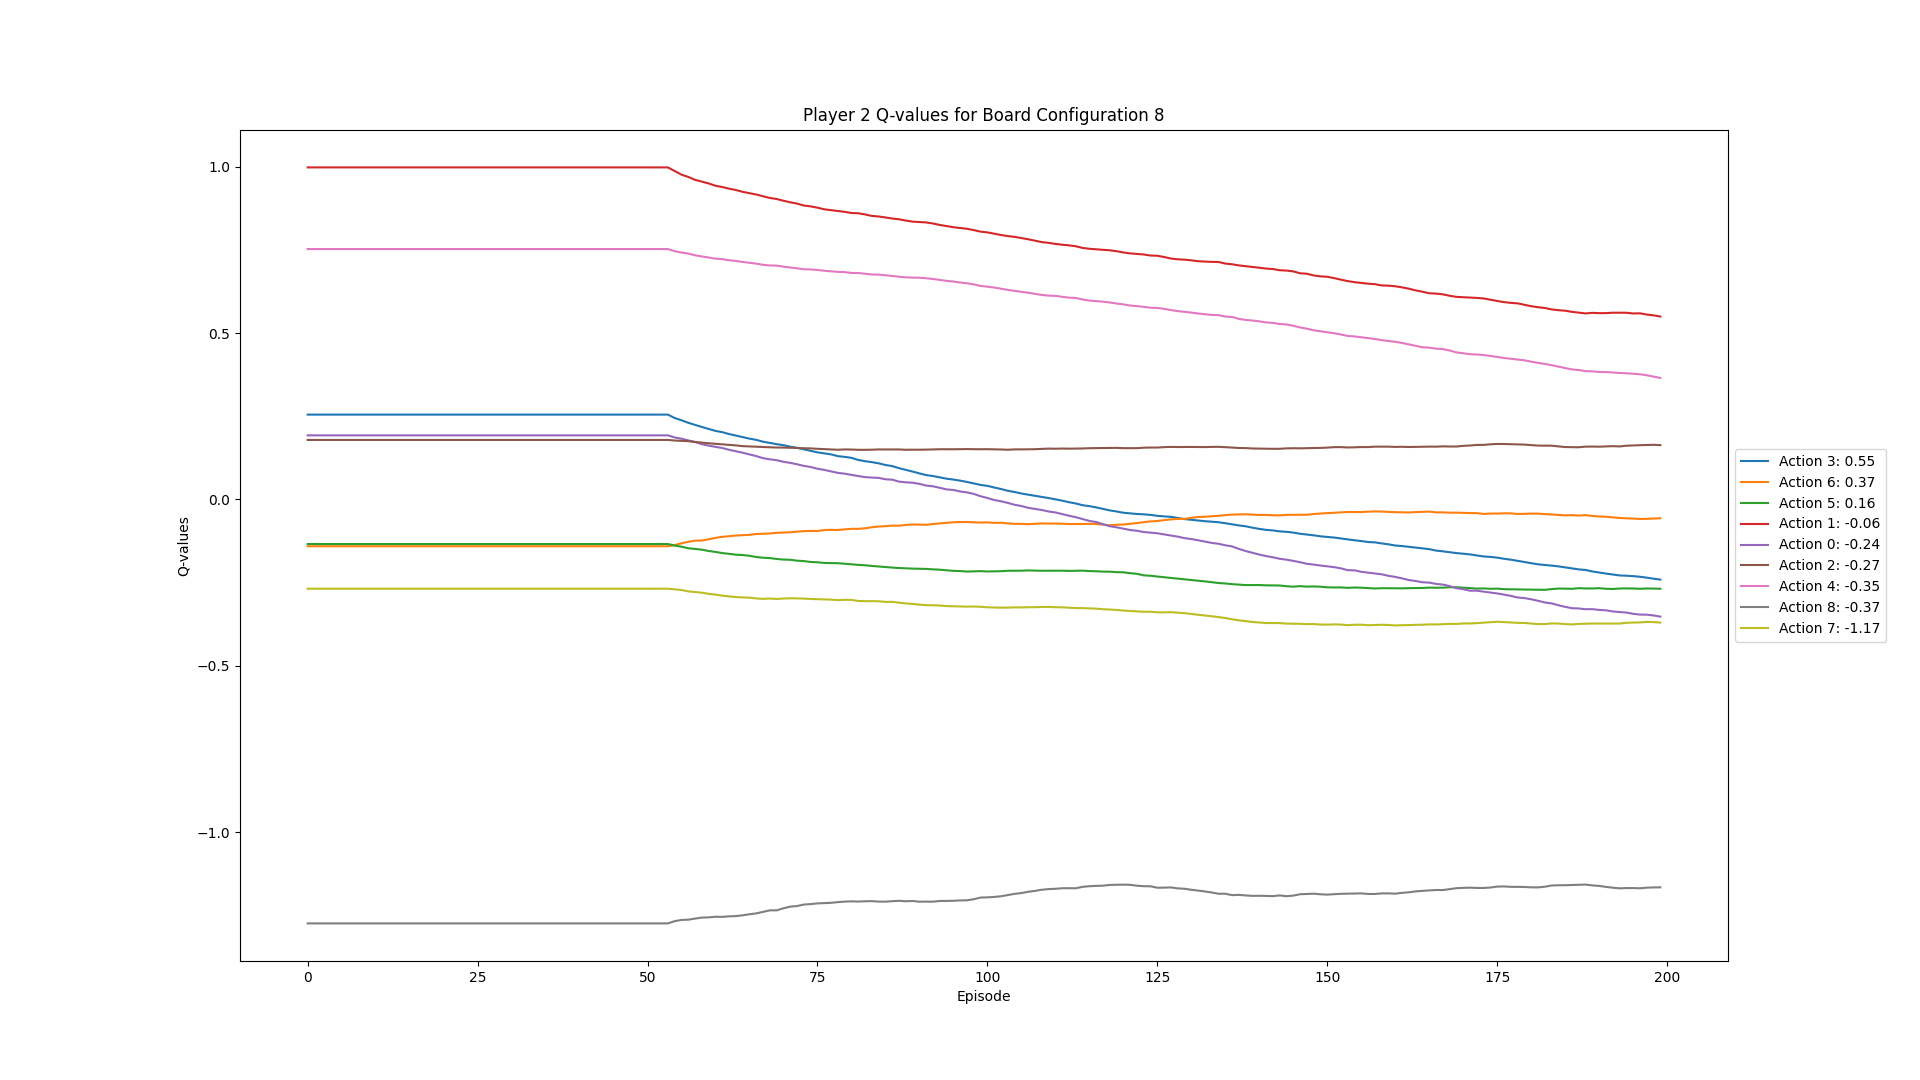 Player 2 Q-values for Board Configuration 8
1.0
0.5
0.0
−0.5
−1.0
Q-values
0 25 50 75 100 125 150 175 200
Episode
Action 3: 0.55
Action 6: 0.37
Action 5: 0.16
Action 1: -0.06
Action 0: -0.24
Action 2: -0.27
Action 4: -0.35
Action 8: -0.37
Action 7: -1.17